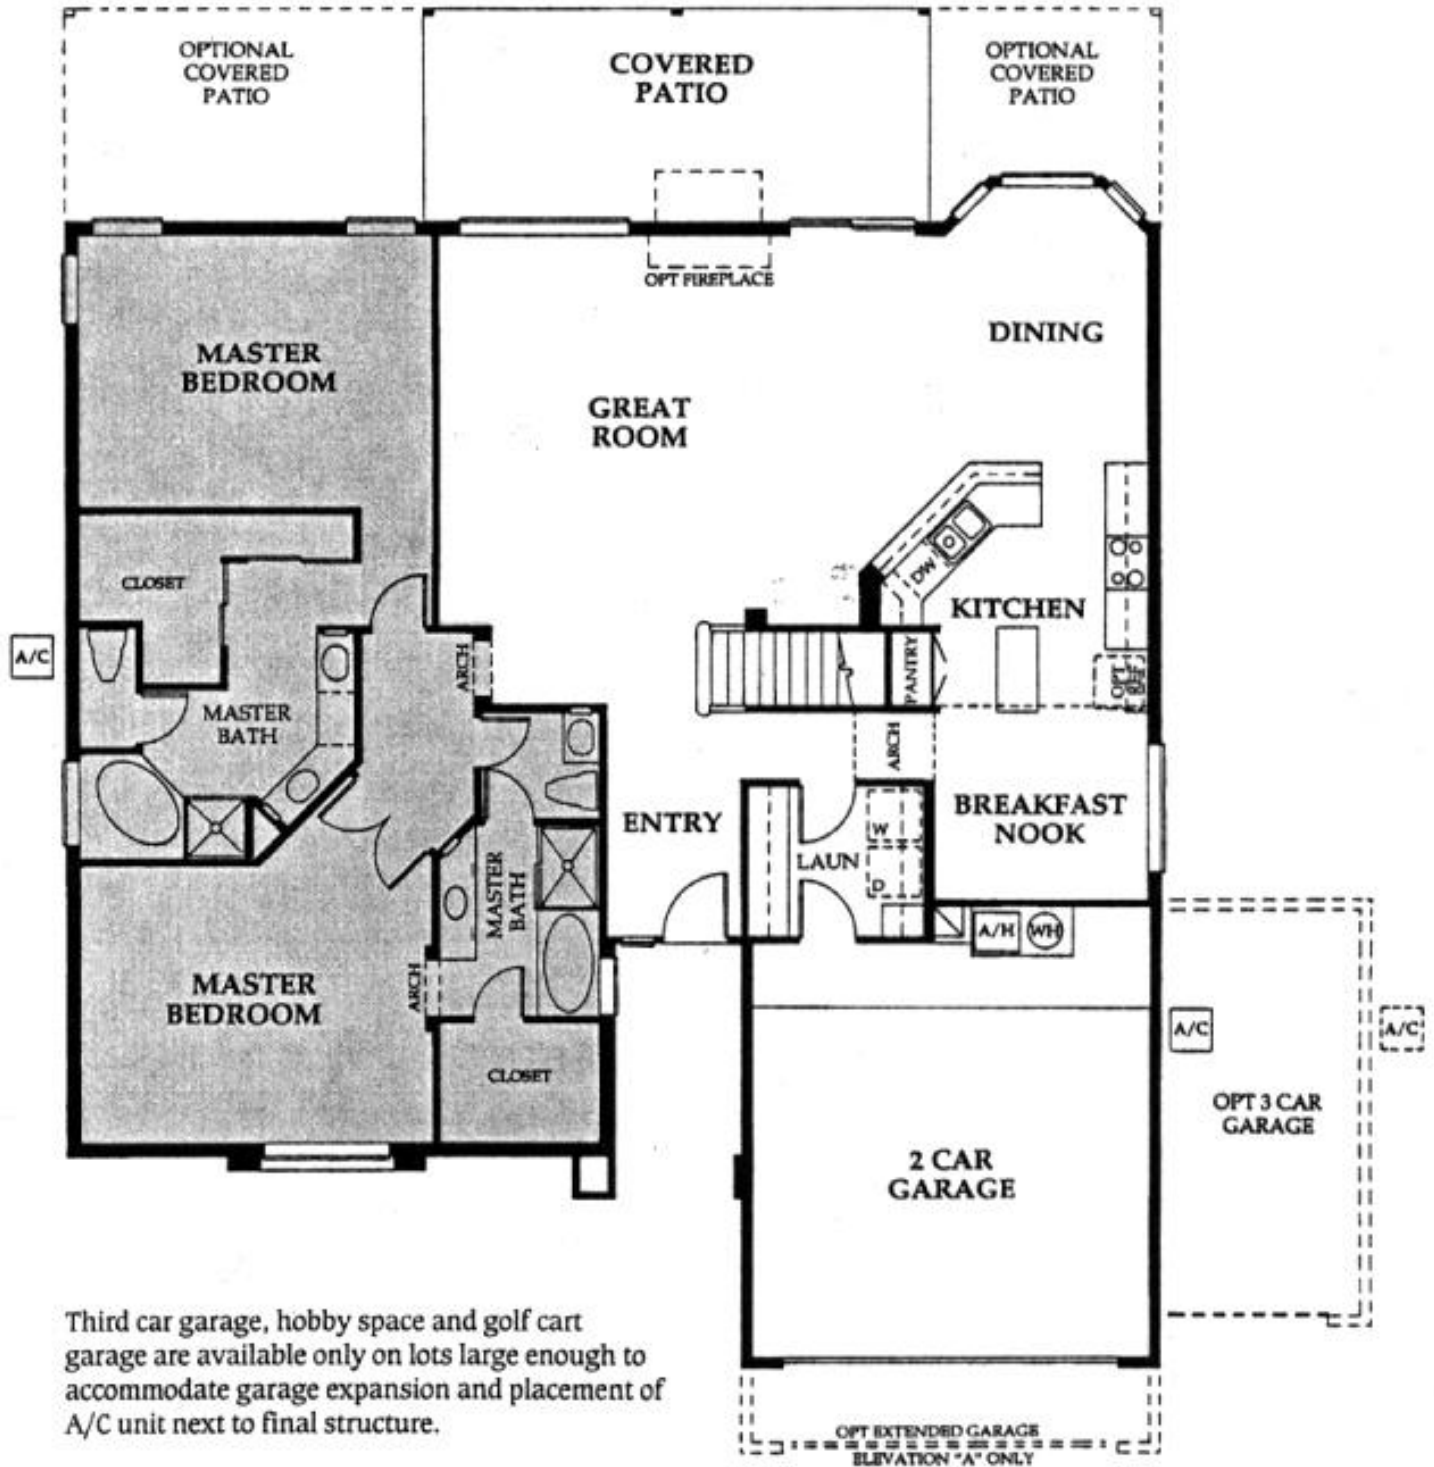 OPTIONAL
COVERED
PATIO
COVERED
PATIO
OPTIONAL
COVERED
PATIO
OPT FIREPLACE
DINING
MASTER
BEDROOM
GREAT
ROOM
CLOSET
DW
KITCHEN
A/C
ARCH
PANTRY
OPT
REF
MASTER
BATH
ARCH
ENTRY
BREAKFAST
NOOK
W
LAUN
D
MASTER
BATH
A/H
WH
MASTER
BEDROOM
ARCH
A/C
A/C
CLOSET
OPT 3 CAR
GARAGE
2 CAR
GARAGE
Third car garage, hobby space and golf cart
garage are available only on lots large enough to
accommodate garage expansion and placement of
A/C unit next to final structure.
OPT EXTENDED GARAGE
ELEVATION "A" ONLY